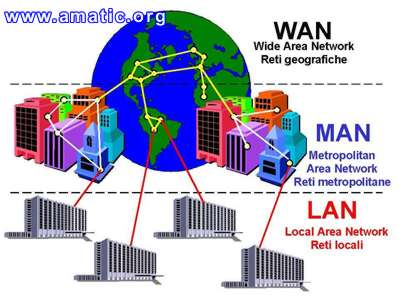 www.amatic.org
WAN
Wide Area Network
Reti geografiche
MAN
Metropolitan
Area Network
Reti metropolitane
LAN
Local Area Network
Reti locali